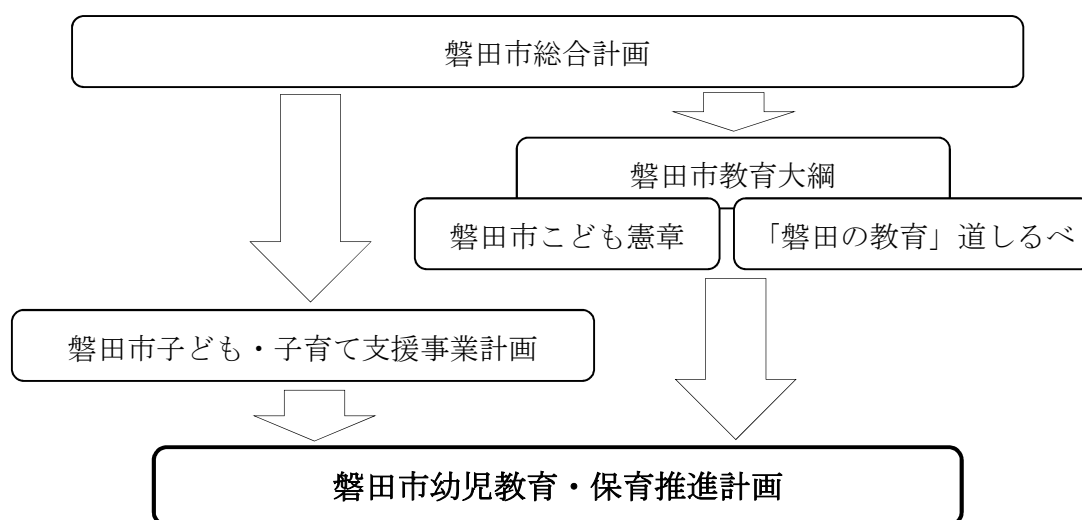 磐田市総合計画
磐田市教育大綱
磐田市こども憲章
「磐田の教育」道しるべ
磐田市子ども・子育て支援事業計画
磐田市幼児教育・保育推進計画